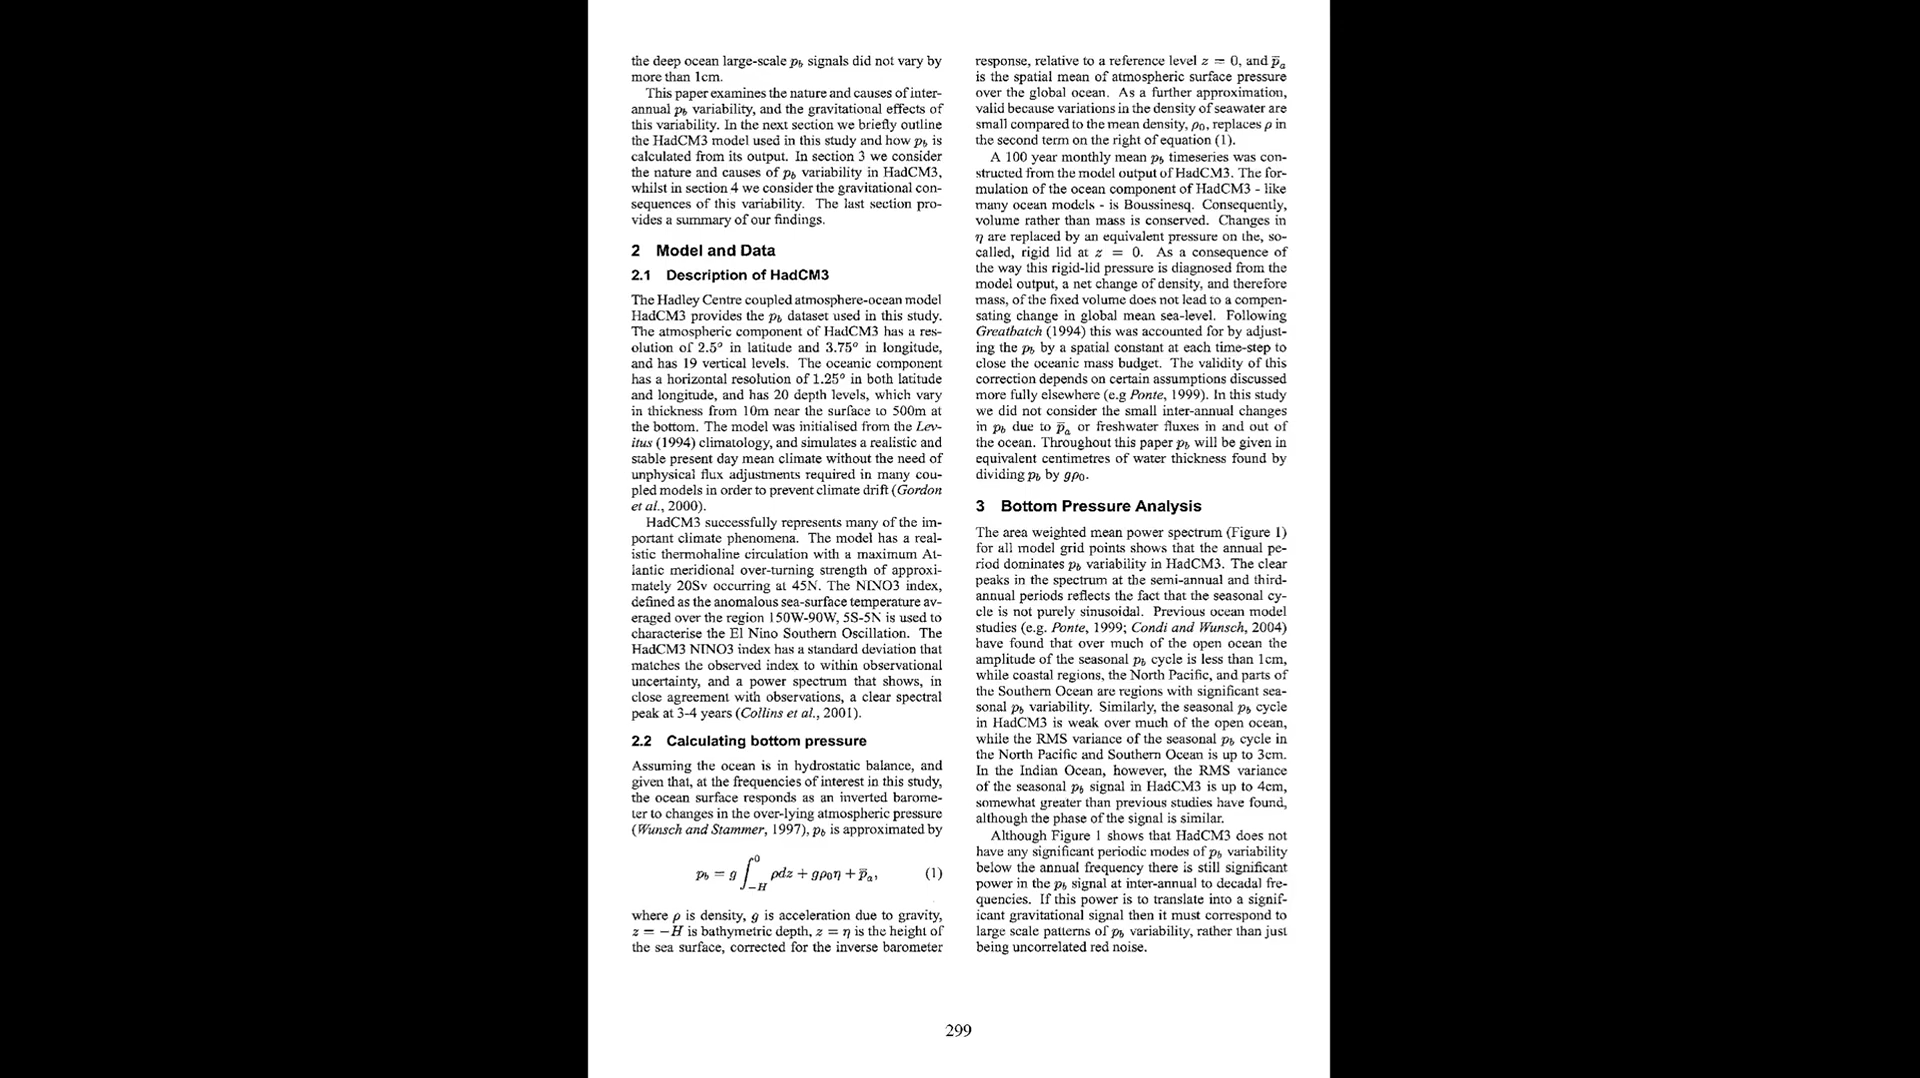 the deep ocean large-scale p_b signals did not vary by
more than 1cm.
This paper examines the nature and causes of inter-
annual p_b variability, and the gravitational effects of
this variability. In the next section we briefly outline
the HadCM3 model used in this study and how p_b is
calculated from its output. In section 3 we consider
the nature and causes of p_b variability in HadCM3,
whilst in section 4 we consider the gravitational con-
sequences of this variability. The last section pro-
vides a summary of our findings.
2 Model and Data
2.1 Description of HadCM3
The Hadley Centre coupled atmosphere-ocean model
HadCM3 provides the p_b dataset used in this study.
The atmospheric component of HadCM3 has a res-
olution of 2.5° in latitude and 3.75° in longitude,
and has 19 vertical levels. The oceanic component
has a horizontal resolution of 1.25° in both latitude
and longitude, and has 20 depth levels, which vary
in thickness from 10m near the surface to 500m at
the bottom. The model was initialised from the Lev-
itus (1994) climatology, and simulates a realistic and
stable present day mean climate without the need of
unphysical flux adjustments required in many cou-
pled models in order to prevent climate drift (Gordon
et al., 2000).
HadCM3 successfully represents many of the im-
portant climate phenomena. The model has a real-
istic thermohaline circulation with a maximum At-
lantic meridional over-turning strength of approxi-
mately 20Sv occurring at 45N. The NINO3 index,
defined as the anomalous sea-surface temperature av-
eraged over the region 150W-90W, 5S-5N is used to
characterise the El Nino Southern Oscillation. The
HadCM3 NINO3 index has a standard deviation that
matches the observed index to within observational
uncertainty, and a power spectrum that shows, in
close agreement with observations, a clear spectral
peak at 3-4 years (Collins et al., 2001).
2.2 Calculating bottom pressure
Assuming the ocean is in hydrostatic balance, and
given that, at the frequencies of interest in this study,
the ocean surface responds as an inverted barome-
ter to changes in the over-lying atmospheric pressure
(Wunsch and Stammer, 1997), p_b is approximated by
p_b = g ∫_{-H}^{0} ρdz + gρ_0η + p̄_a, (1)
where ρ is density, g is acceleration due to gravity,
z = −H is bathymetric depth, z = η is the height of
the sea surface, corrected for the inverse barometer
response, relative to a reference level z = 0, and p̄_a
is the spatial mean of atmospheric surface pressure
over the global ocean. As a further approximation,
valid because variations in the density of seawater are
small compared to the mean density, ρ_0, replaces ρ in
the second term on the right of equation (1).
A 100 year monthly mean p_b timeseries was con-
structed from the model output of HadCM3. The for-
mulation of the ocean component of HadCM3 - like
many ocean models - is Boussinesq. Consequently,
volume rather than mass is conserved. Changes in
η are replaced by an equivalent pressure on the, so-
called, rigid lid at z = 0. As a consequence of
the way this rigid-lid pressure is diagnosed from the
model output, a net change of density, and therefore
mass, of the fixed volume does not lead to a compen-
sating change in global mean sea-level. Following
Greatbatch (1994) this was accounted for by adjust-
ing the p_b by a spatial constant at each time-step to
close the oceanic mass budget. The validity of this
correction depends on certain assumptions discussed
more fully elsewhere (e.g Ponte, 1999). In this study
we did not consider the small inter-annual changes
in p_b due to p̄_a or freshwater fluxes in and out of
the ocean. Throughout this paper p_b will be given in
equivalent centimetres of water thickness found by
dividing p_b by gρ_0.
3 Bottom Pressure Analysis
The area weighted mean power spectrum (Figure 1)
for all model grid points shows that the annual pe-
riod dominates p_b variability in HadCM3. The clear
peaks in the spectrum at the semi-annual and third-
annual periods reflects the fact that the seasonal cy-
cle is not purely sinusoidal. Previous ocean model
studies (e.g. Ponte, 1999; Condi and Wunsch, 2004)
have found that over much of the open ocean the
amplitude of the seasonal p_b cycle is less than 1cm,
while coastal regions, the North Pacific, and parts of
the Southern Ocean are regions with significant sea-
sonal p_b variability. Similarly, the seasonal p_b cycle
in HadCM3 is weak over much of the open ocean,
while the RMS variance of the seasonal p_b cycle in
the North Pacific and Southern Ocean is up to 3cm.
In the Indian Ocean, however, the RMS variance
of the seasonal p_b signal in HadCM3 is up to 4cm,
somewhat greater than previous studies have found,
although the phase of the signal is similar.
Although Figure 1 shows that HadCM3 does not
have any significant periodic modes of p_b variability
below the annual frequency there is still significant
power in the p_b signal at inter-annual to decadal fre-
quencies. If this power is to translate into a signif-
icant gravitational signal then it must correspond to
large scale patterns of p_b variability, rather than just
being uncorrelated red noise.
299